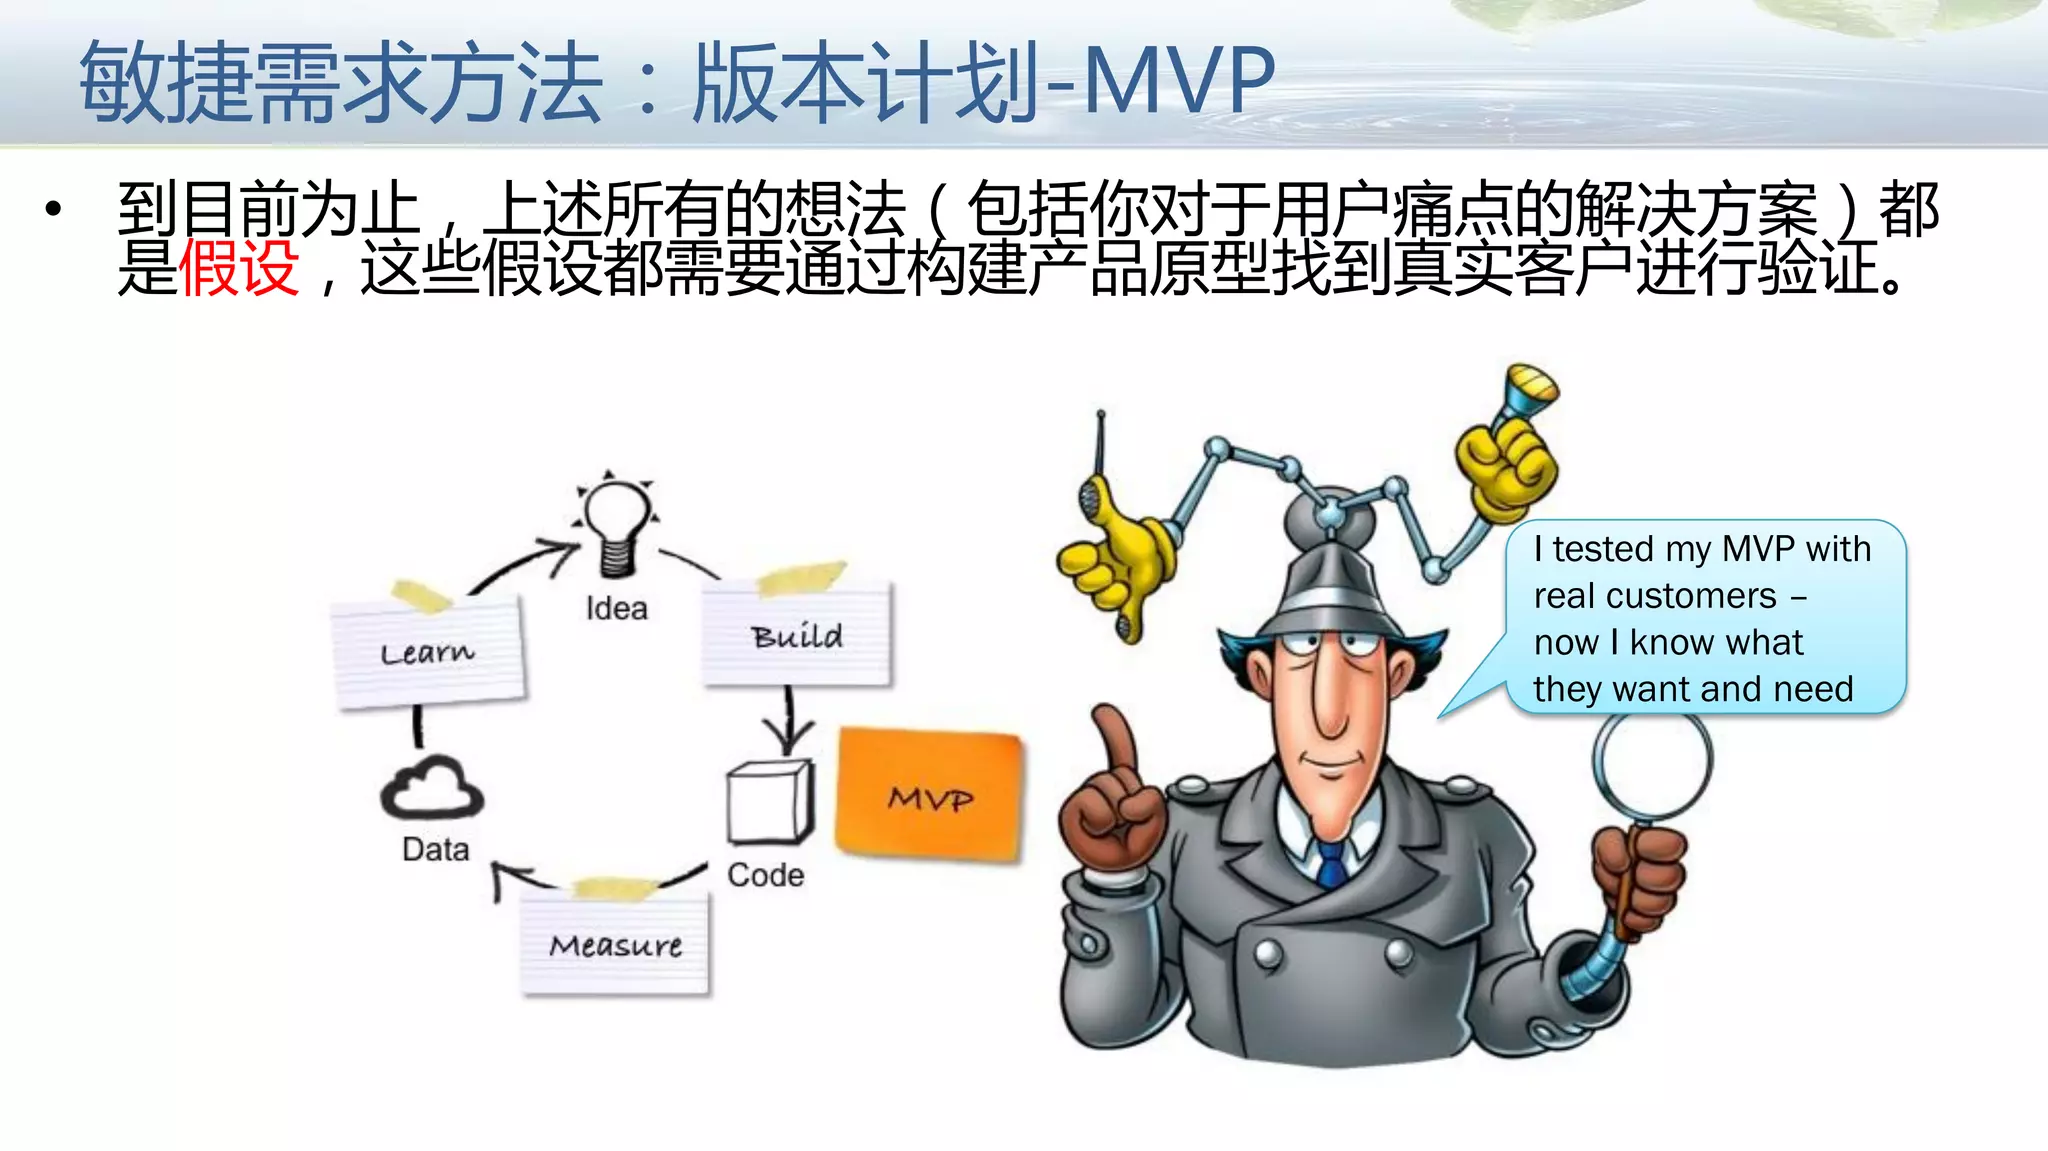 敏捷需求方法：版本计划-MVP
• 到目前为止，上述所有的想法（包括你对于用户痛点的解决方案）都
是假设，这些假设都需要通过构建产品原型找到真实客户进行验证。
Idea
Build
Learn
MVP
Code
Data
Measure
I tested my MVP with
real customers –
now I know what
they want and need